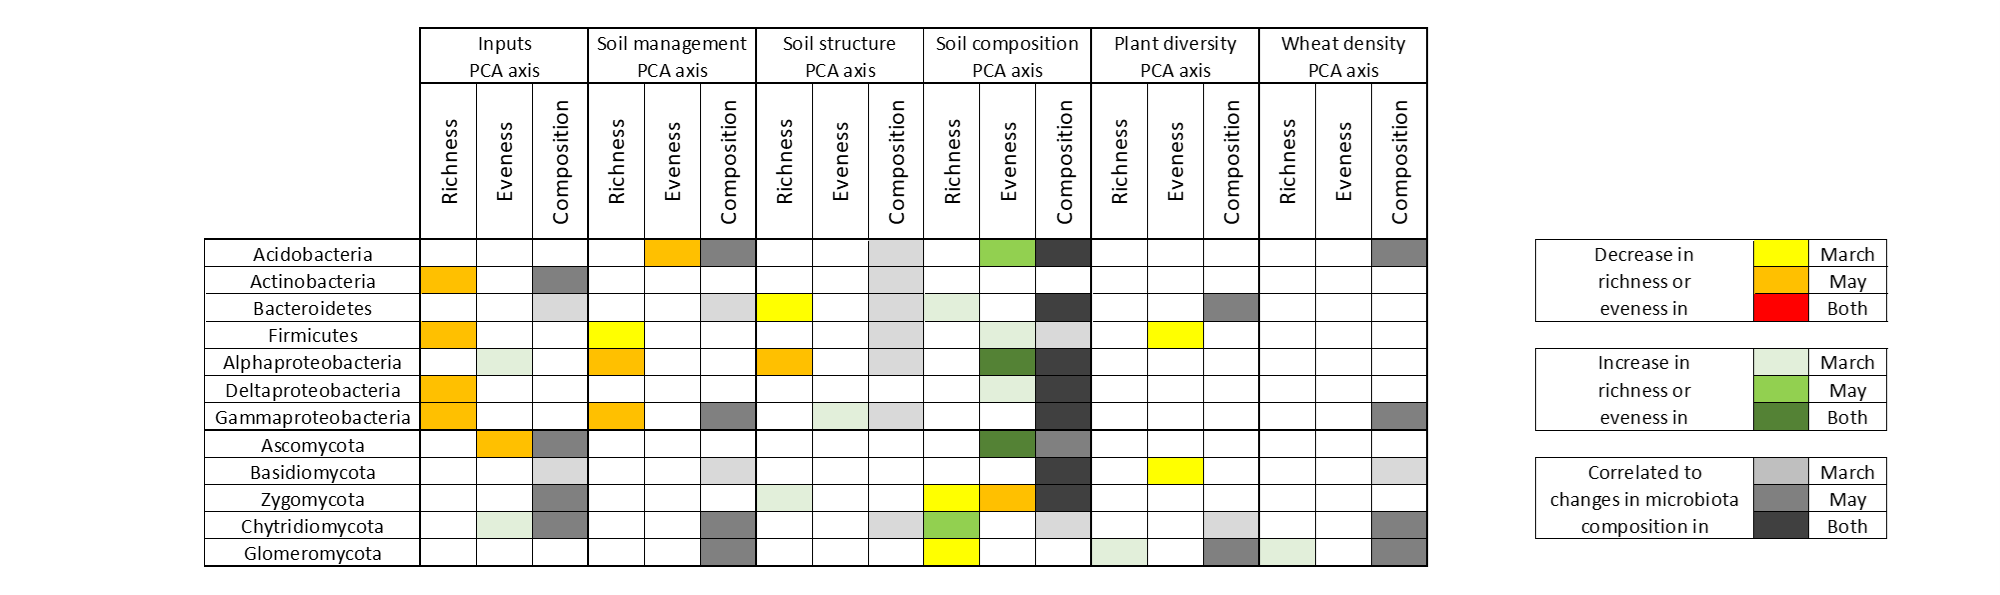 Inputs
PCA axis
Soil management
PCA axis
Soil structure
PCA axis
Soil composition
PCA axis
Plant diversity
PCA axis
Wheat density
PCA axis
Richness
Eveness
Composition
Richness
Eveness
Composition
Richness
Eveness
Composition
Richness
Eveness
Composition
Richness
Eveness
Composition
Richness
Eveness
Composition
Acidobacteria
Actinobacteria
Bacteroidetes
Firmicutes
Alphaproteobacteria
Deltaproteobacteria
Gammaproteobacteria
Ascomycota
Basidiomycota
Zygomycota
Chytridiomycota
Glomeromycota
Decrease in
richness or
eveness in
March
May
Both
Increase in
richness or
eveness in
March
May
Both
Correlated to
changes in microbiota
composition in
March
May
Both